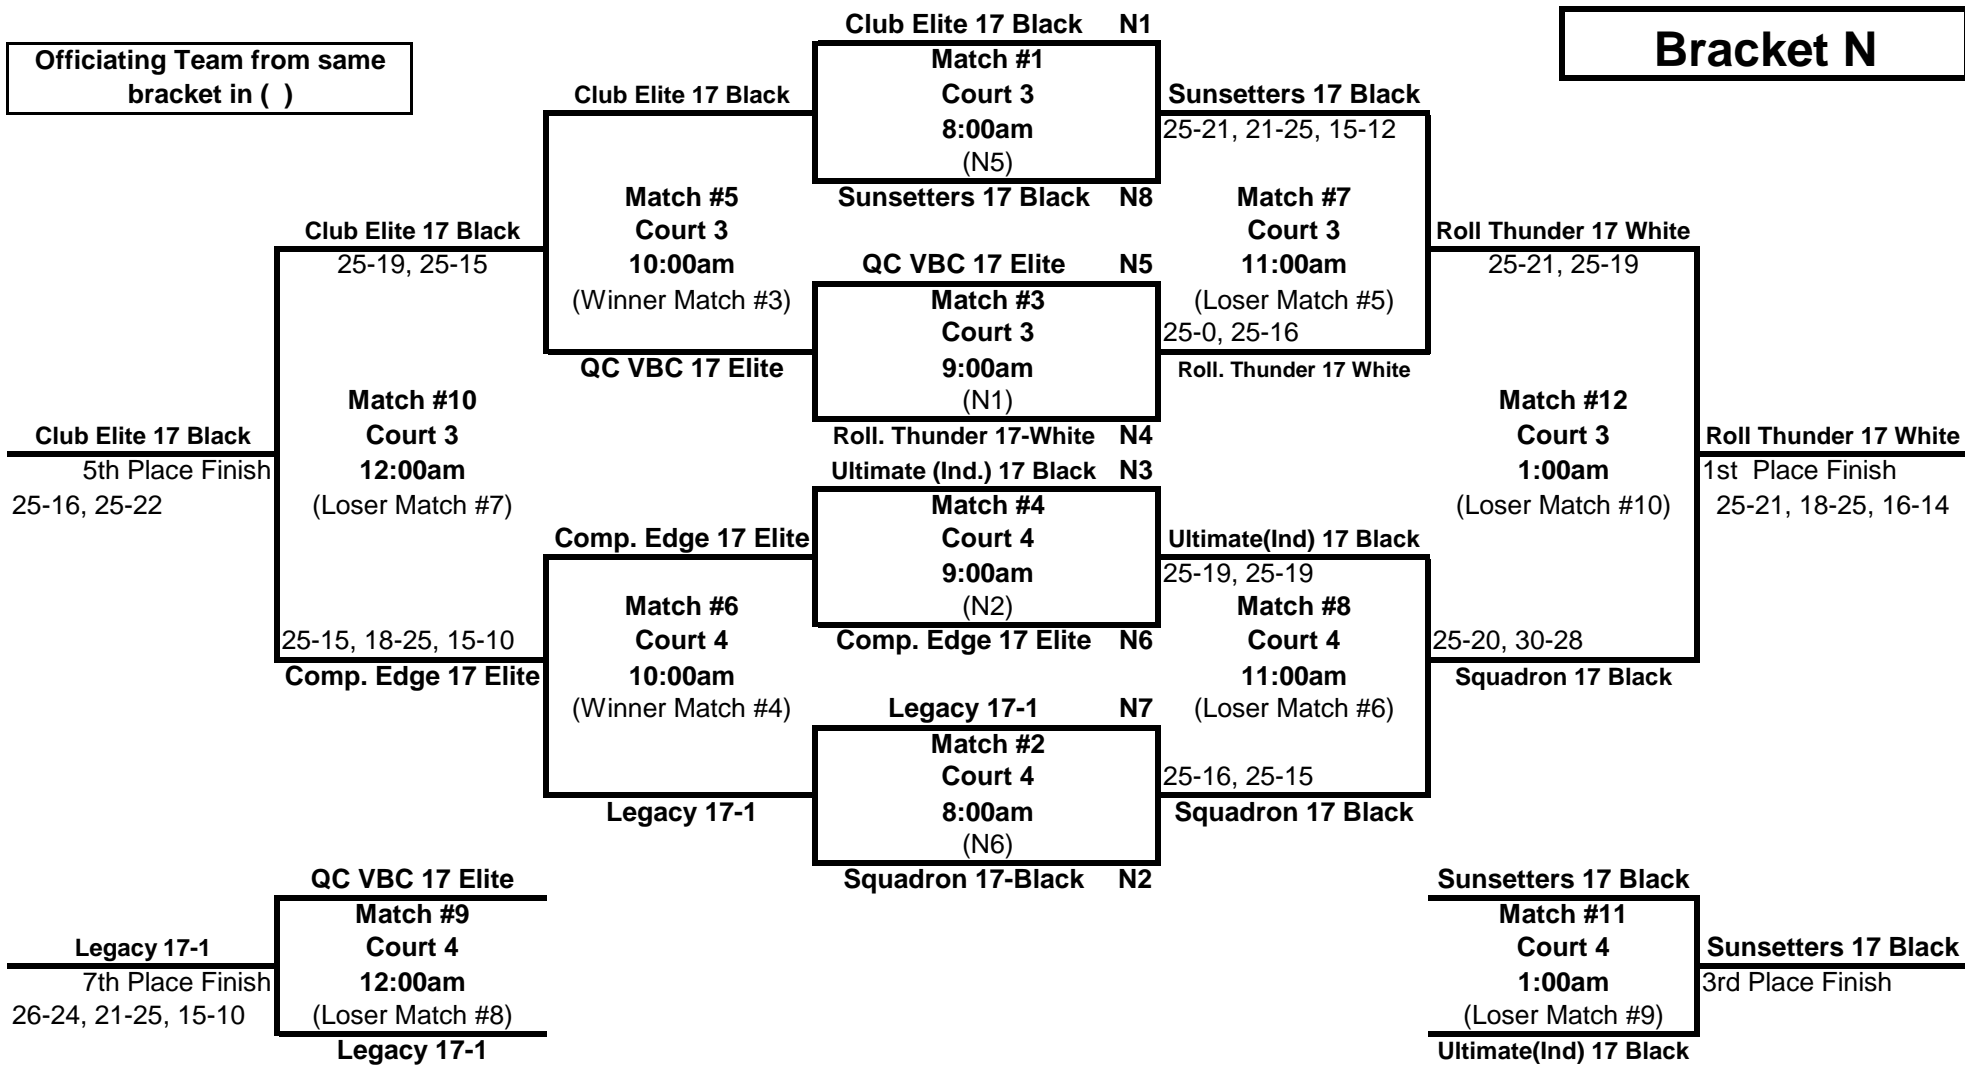 Club Elite 17 Black N1
Bracket N
Officiating Team from same
bracket in ( )
Match #1
Court 3
8:00am
(N5)
Club Elite 17 Black
Sunsetters 17 Black
25-21, 21-25, 15-12
Sunsetters 17 Black N8
Match #5
Court 3
10:00am
(Winner Match #3)
Match #7
Court 3
11:00am
(Loser Match #5)
Club Elite 17 Black
25-19, 25-15
Roll Thunder 17 White
25-21, 25-19
QC VBC 17 Elite N5
Match #3
Court 3
9:00am
(N1)
25-0, 25-16
QC VBC 17 Elite
Roll. Thunder 17 White
Roll. Thunder 17-White N4
Match #10
Court 3
12:00am
(Loser Match #7)
Match #12
Court 3
1:00am
(Loser Match #10)
Club Elite 17 Black
5th Place Finish
25-16, 25-22
Roll Thunder 17 White
1st Place Finish
25-21, 18-25, 16-14
Ultimate (Ind.) 17 Black N3
Match #4
Court 4
9:00am
(N2)
Comp. Edge 17 Elite
Ultimate(Ind) 17 Black
25-19, 25-19
Comp. Edge 17 Elite N6
Match #6
Court 4
10:00am
(Winner Match #4)
Match #8
Court 4
11:00am
(Loser Match #6)
25-15, 18-25, 15-10
Comp. Edge 17 Elite
25-20, 30-28
Squadron 17 Black
Legacy 17-1 N7
Match #2
Court 4
8:00am
(N6)
25-16, 25-15
Legacy 17-1
Squadron 17 Black
Squadron 17-Black N2
QC VBC 17 Elite
Match #9
Court 4
12:00am
(Loser Match #8)
Legacy 17-1
Legacy 17-1
7th Place Finish
26-24, 21-25, 15-10
Sunsetters 17 Black
Match #11
Court 4
1:00am
(Loser Match #9)
Ultimate(Ind) 17 Black
Sunsetters 17 Black
3rd Place Finish